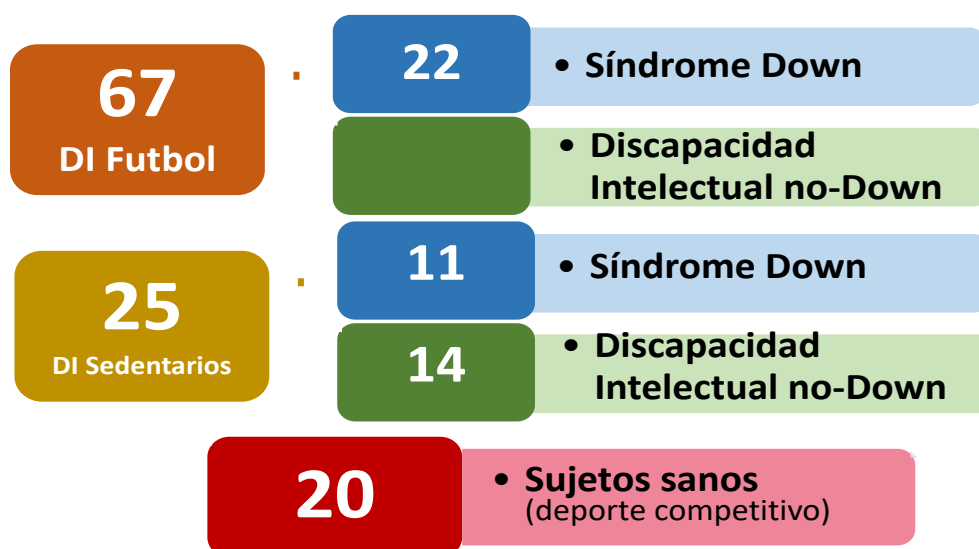 67
DI Futbol
22
• Síndrome Down
• Discapacidad
Intelectual no-Down
25
DI Sedentarios
11
• Síndrome Down
14
• Discapacidad
Intelectual no-Down
20
• Sujetos sanos
(deporte competitivo)